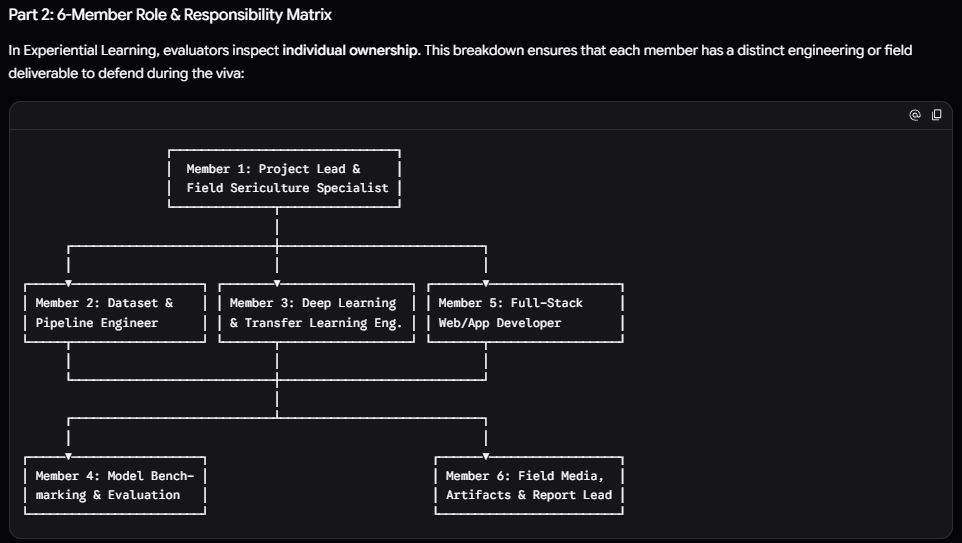 Part 2: 6-Member Role & Responsibility Matrix
In Experiential Learning, evaluators inspect individual ownership. This breakdown ensures that each member has a distinct engineering or field
deliverable to defend during the viva:
Member 1: Project Lead &
Field Sericulture Specialist
Member 2: Dataset &
Pipeline Engineer
Member 3: Deep Learning
& Transfer Learning Eng.
Member 5: Full-Stack
Web/App Developer
Member 4: Model Bench-
marking & Evaluation
Member 6: Field Media,
Artifacts & Report Lead